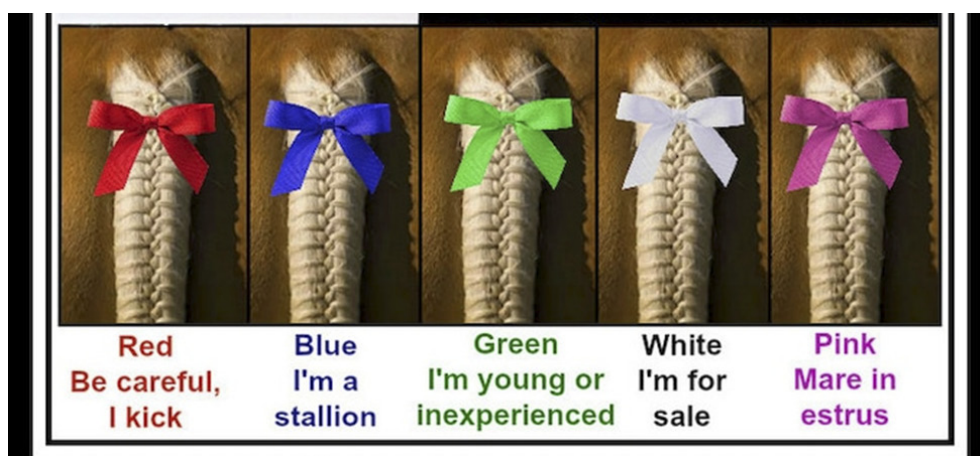 Red
Be careful,
I kick
Blue
I'm a
stallion
Green
I'm young or
inexperienced
White
I'm for
sale
Pink
Mare in
estrus